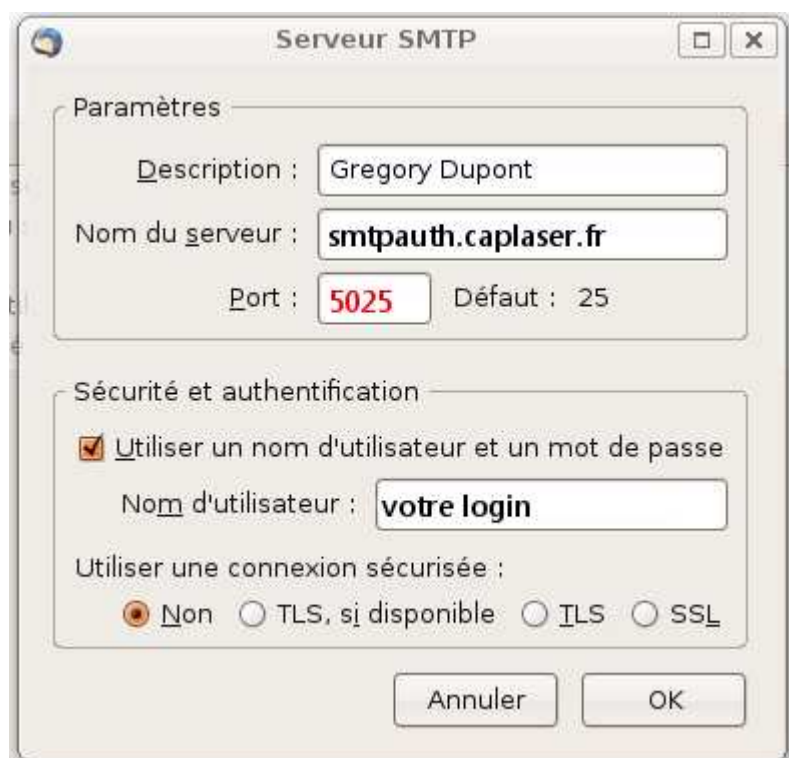 Serveur SMTP
Paramètres
Description : Gregory Dupont
Nom du serveur : smtpauth.caplaser.fr
Port : 5025 Défaut : 25
Sécurité et authentification
Utiliser un nom d'utilisateur et un mot de passe
Nom d'utilisateur : votre login
Utiliser une connexion sécurisée :
Non TLS, si disponible TLS SSL
Annuler OK